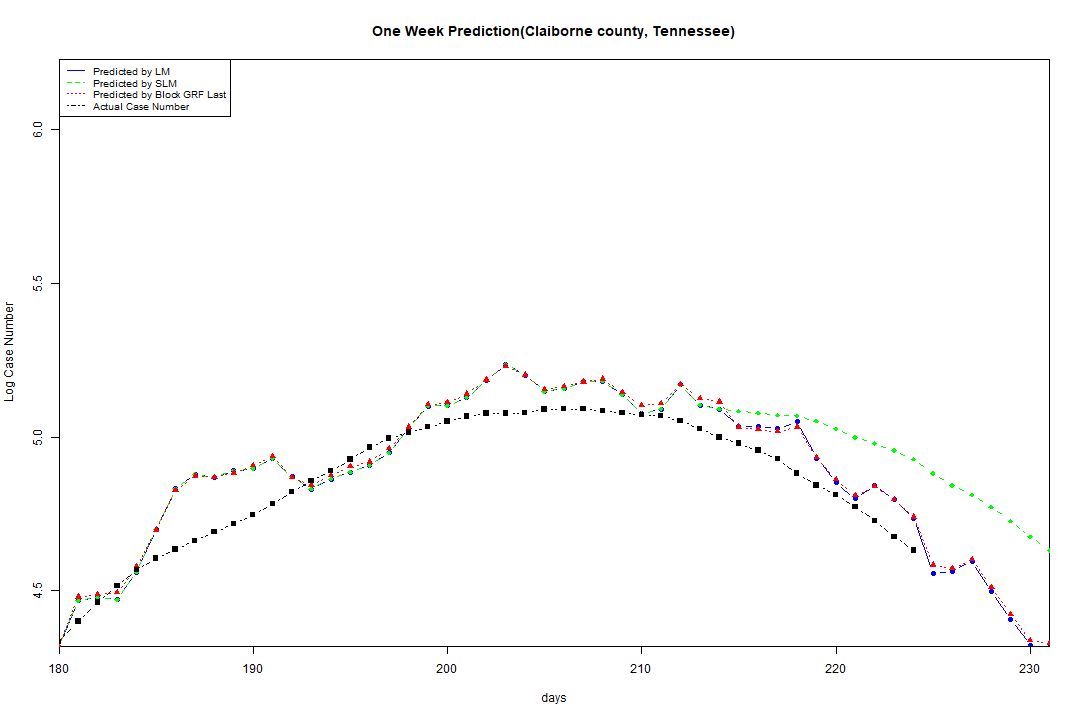 One Week Prediction(Claiborne county, Tennessee)
Predicted by LM
Predicted by SLM
Predicted by Block GRF Last
Actual Case Number
6.0
5.5
5.0
4.5
Log Case Number
180 190 200 210 220 230
days